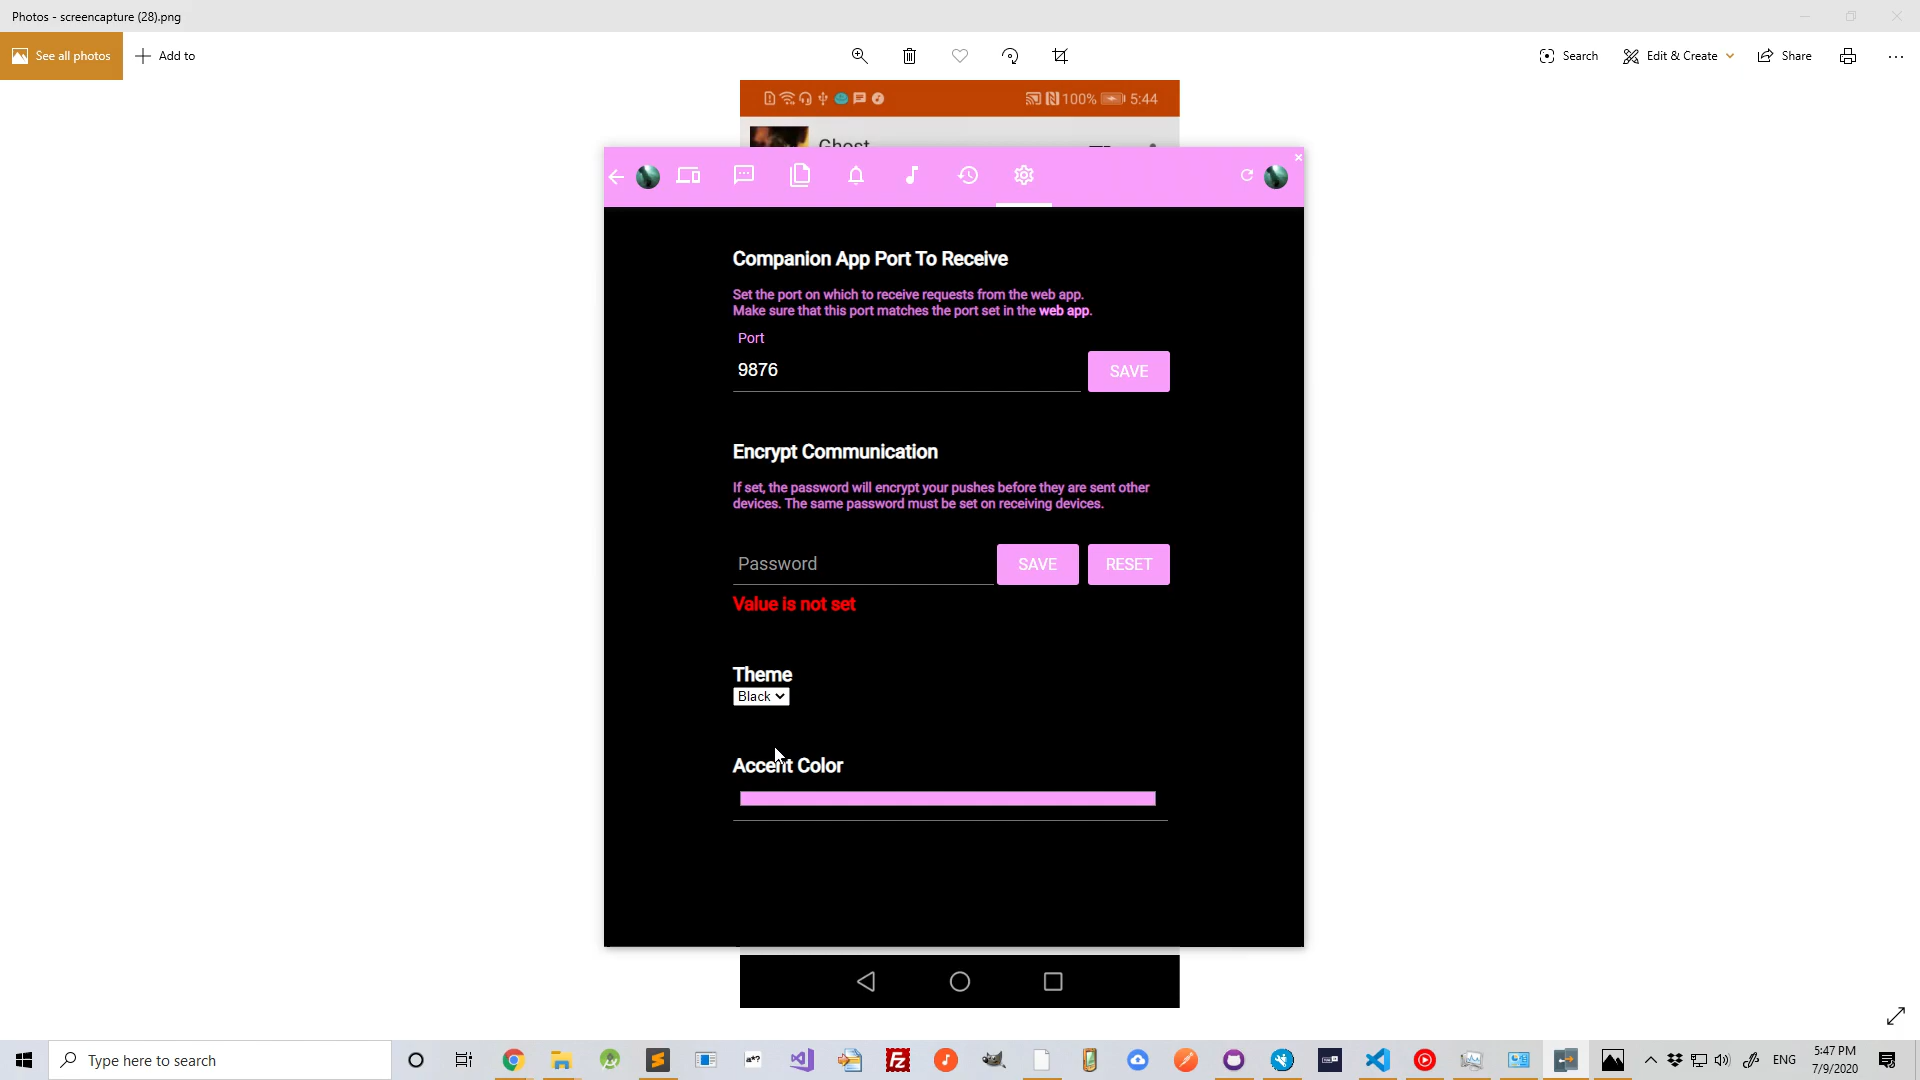 Photos - screencapture (28).png
See all photos
Add to
Search
Edit & Create
Share
100%
5:44
Ghost
Companion App Port To Receive
Set the port on which to receive requests from the web app.
Make sure that this port matches the port set in the web app.
Port
9876
SAVE
Encrypt Communication
If set, the password will encrypt your pushes before they are sent other
devices. The same password must be set on receiving devices.
Password
SAVE
RESET
Value is not set
Theme
Black
Accent Color
Type here to search
a*?
Fz
ENG
5:47 PM
7/9/2020